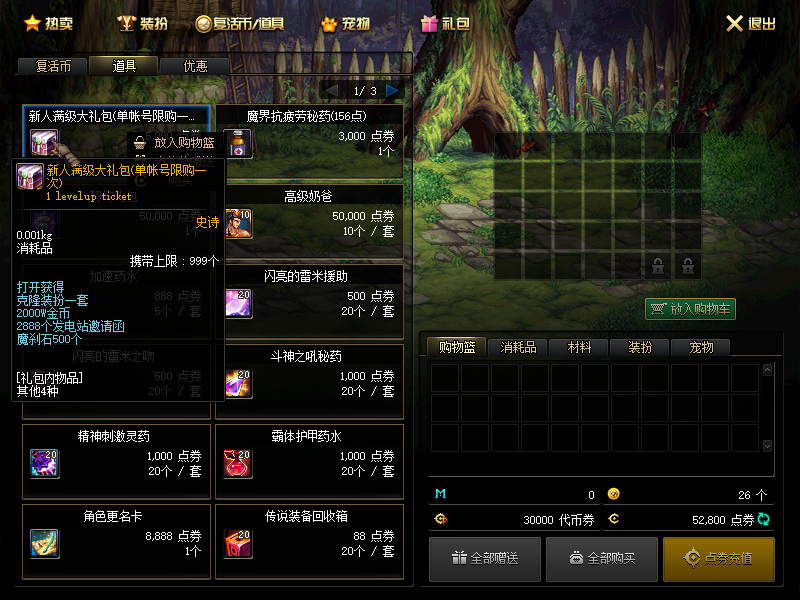 热卖
装扮
复活币/道具
宠物
礼包
退出
复活币
道具
优惠
1/ 3
新人满级大礼包(单帐号限购一...
魔界抗疲劳秘药(156点)
3,000 点券
1个
放入购物篮
新人满级大礼包(单帐号限购一
次)
1 levelup ticket
50,000 点券
史诗
0.001kg
消耗品
携带上限 : 999个
打开获得
克隆装扮一套
2000W金币
2888个发电站邀请函
魔刹石500个
[礼包内物品]
其他4种
加速药水
888 点券
5个 / 套
闪亮的雷米之吻
500 点券
20个 / 套
高级奶爸
10
50,000 点券
10个 / 套
闪亮的雷米援助
20
500 点券
20个 / 套
斗神之吼秘药
20
1,000 点券
20个 / 套
精神刺激灵药
20
1,000 点券
20个 / 套
霸体护甲药水
20
1,000 点券
20个 / 套
角色更名卡
8,888 点券
1个
传说装备回收箱
20
88 点券
20个 / 套
放入购物车
购物篮
消耗品
材料
装扮
宠物
M
0
26 个
30000 代币券
52,800 点券
全部赠送
全部购买
点券充值